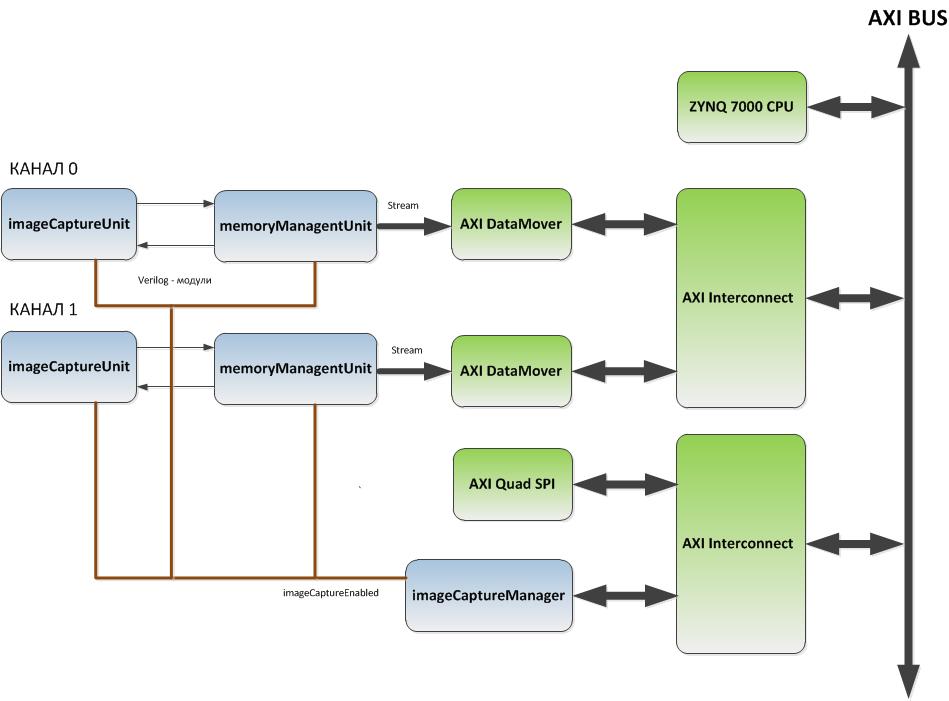 AXI BUS
ZYNQ 7000 CPU
КАНАЛ 0
imageCaptureUnit
memoryManagentUnit
Stream
AXI DataMover
AXI Interconnect
Verilog - модули
КАНАЛ 1
imageCaptureUnit
memoryManagentUnit
Stream
AXI DataMover
AXI Quad SPI
AXI Interconnect
imageCaptureEnabled
imageCaptureManager